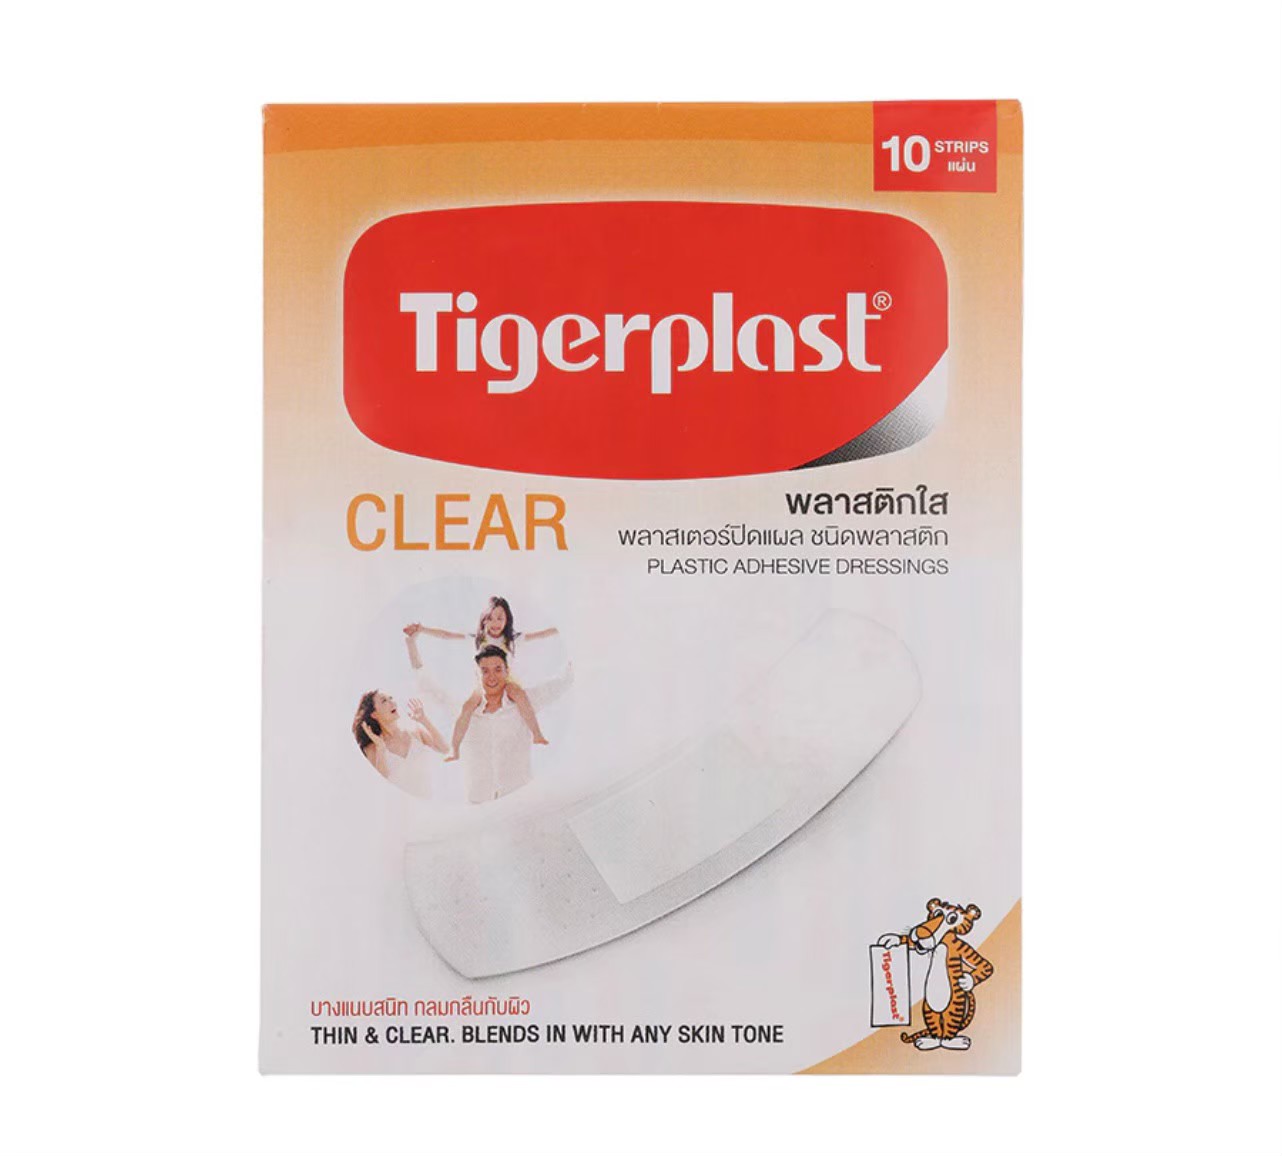 10 STRIPS
แผ่น
Tigerplast®
CLEAR
พลาสติกใส
พลาสเตอร์ปิดแผล ชนิดพลาสติก
PLASTIC ADHESIVE DRESSINGS
Tigerplast®
บางแนบสนิท กลมกลืนกับผิว
THIN & CLEAR. BLENDS IN WITH ANY SKIN TONE